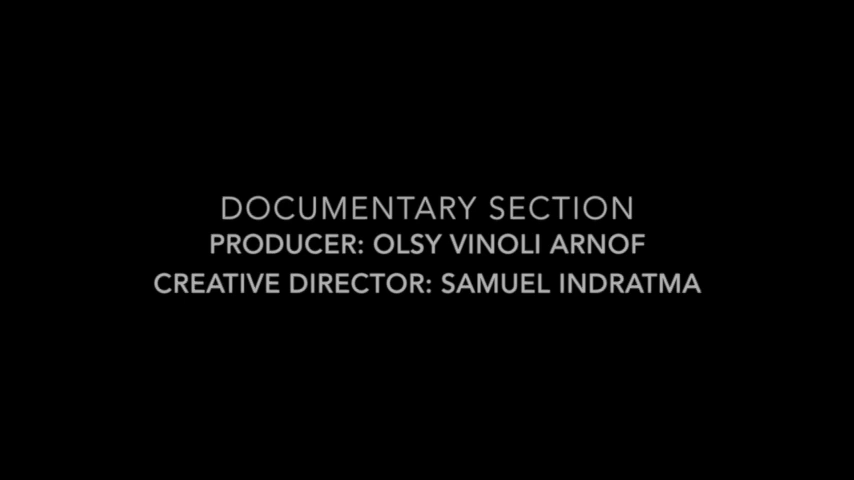 DOCUMENTARY SECTION
PRODUCER: OLSY VINOLI ARNOF
CREATIVE DIRECTOR: SAMUEL INDRATMA